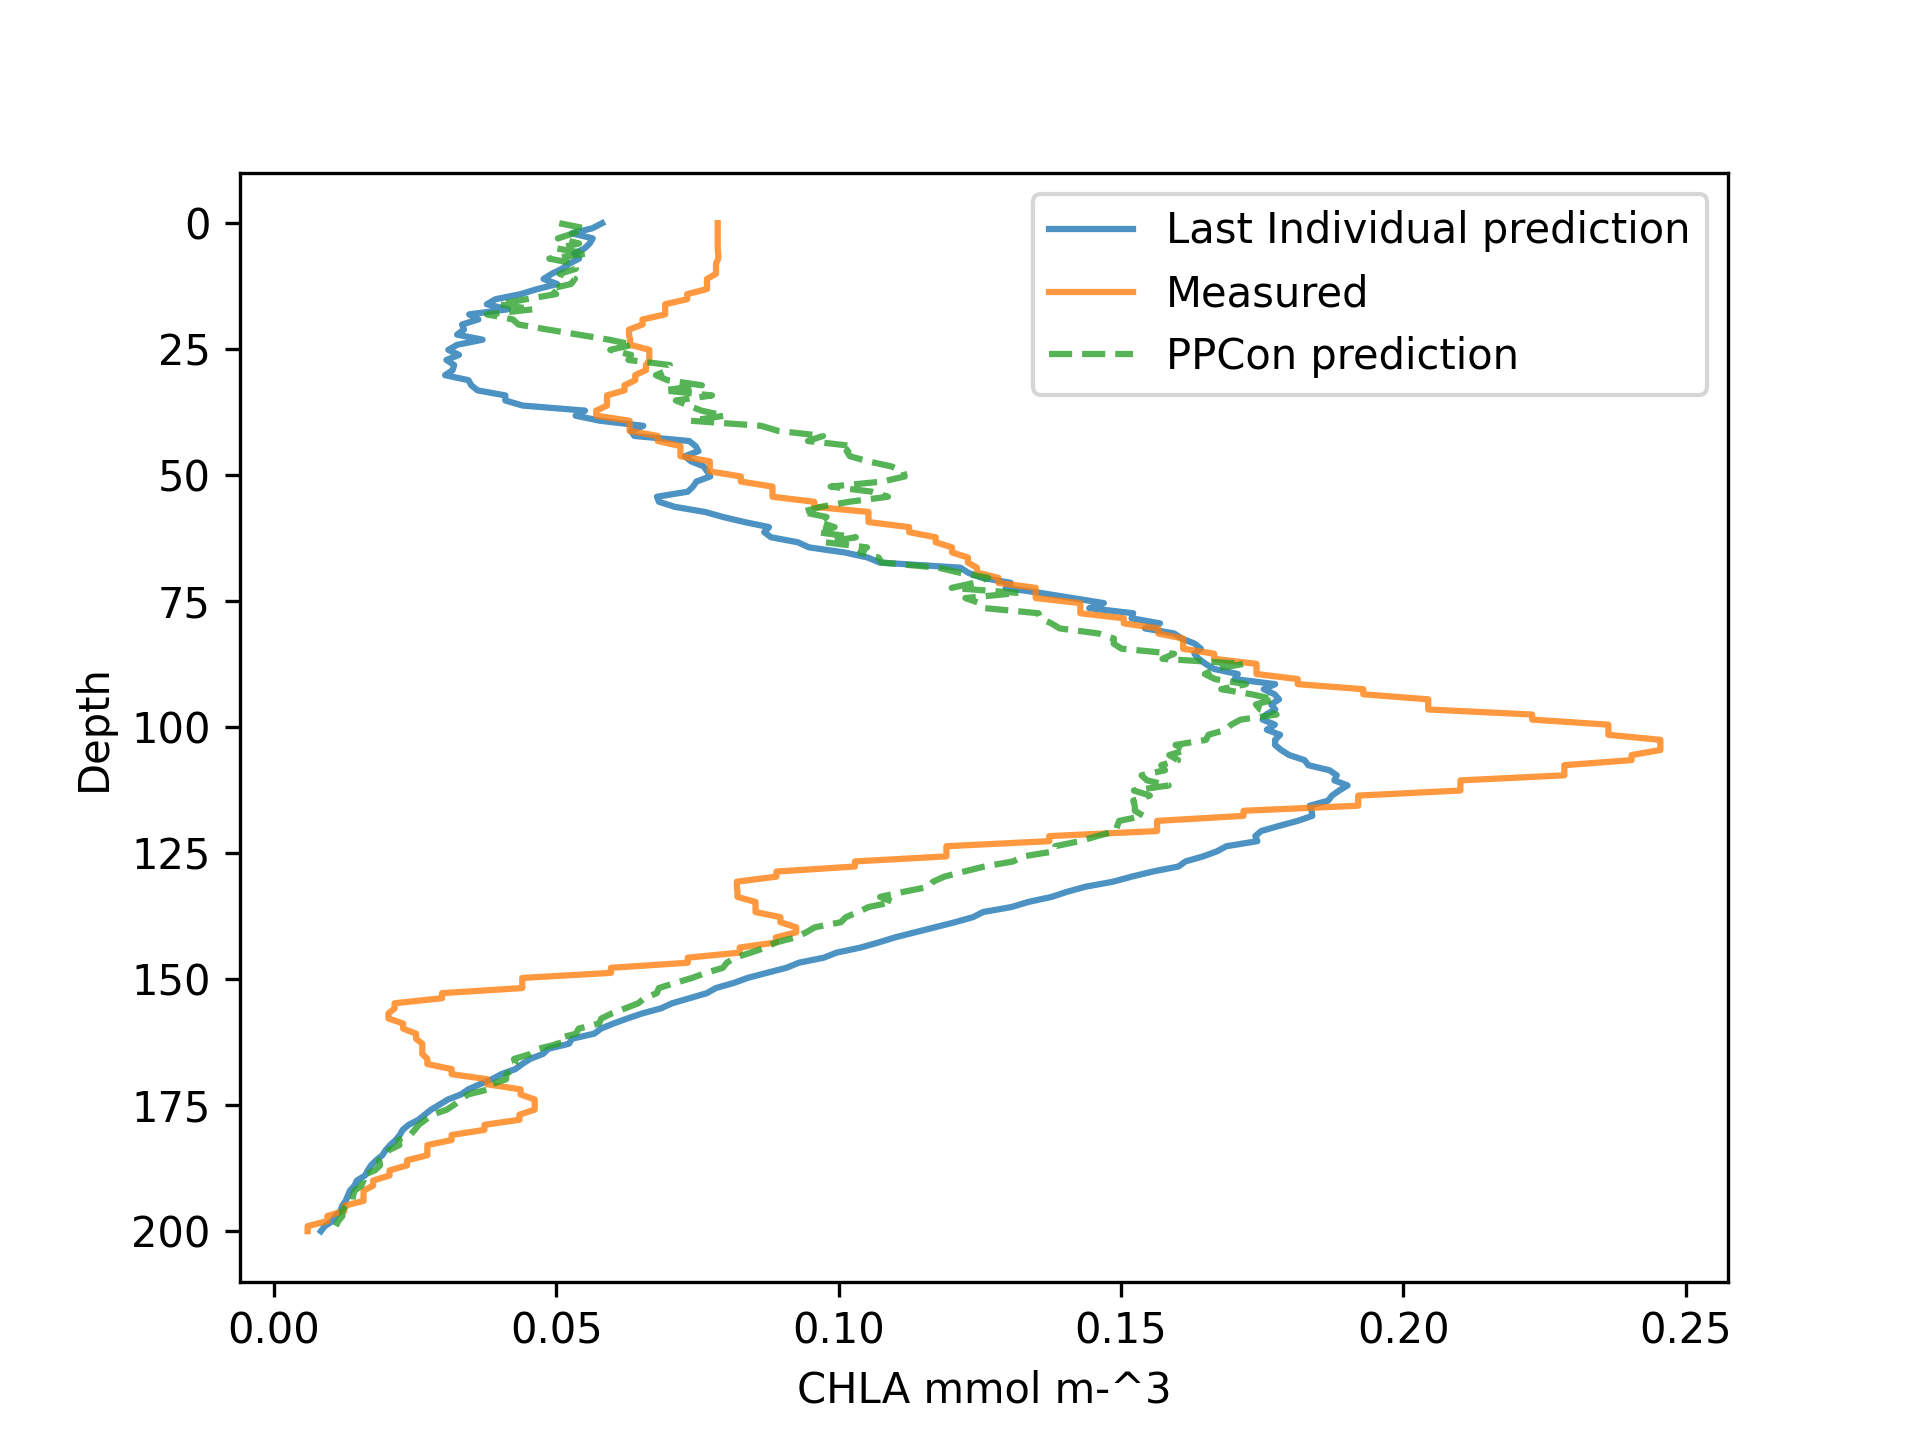 Last Individual prediction
Measured
PPCon prediction
0
25
50
75
100
125
150
175
200
Depth
0.00 0.05 0.10 0.15 0.20 0.25
CHLA mmol m-^3